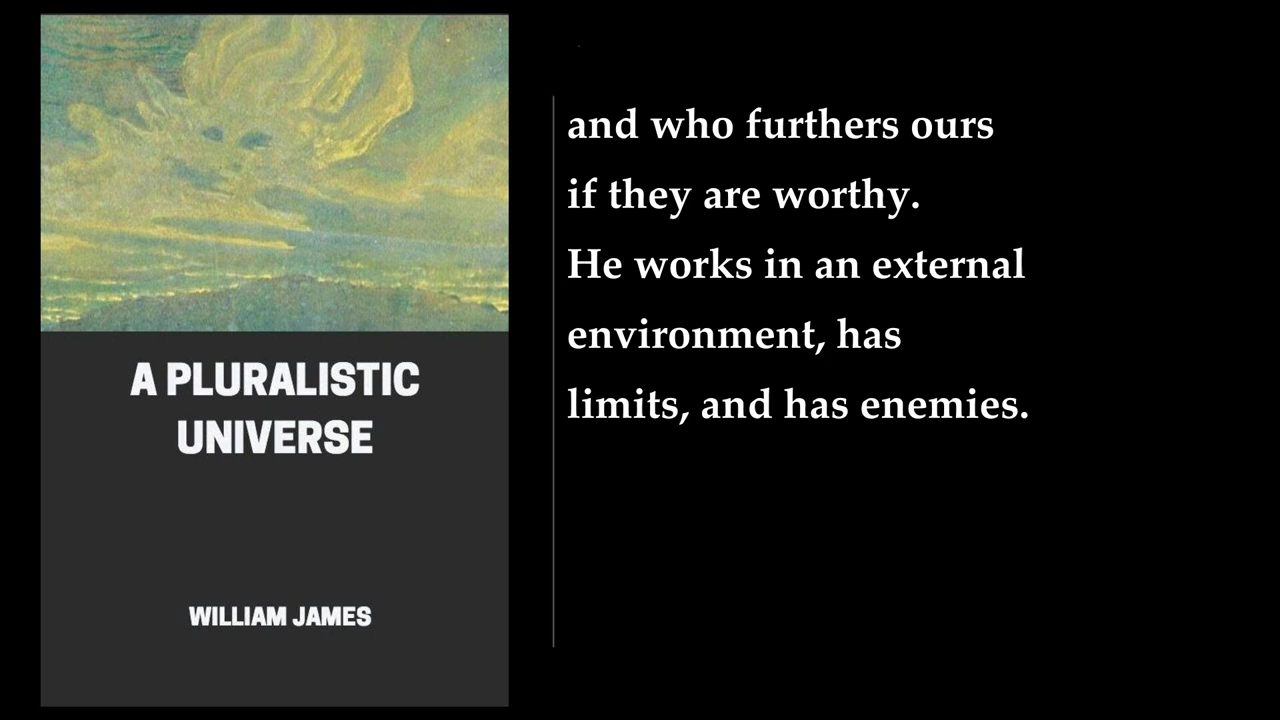 A PLURALISTIC
UNIVERSE
WILLIAM JAMES
and who furthers ours
if they are worthy.
He works in an external
environment, has
limits, and has enemies.